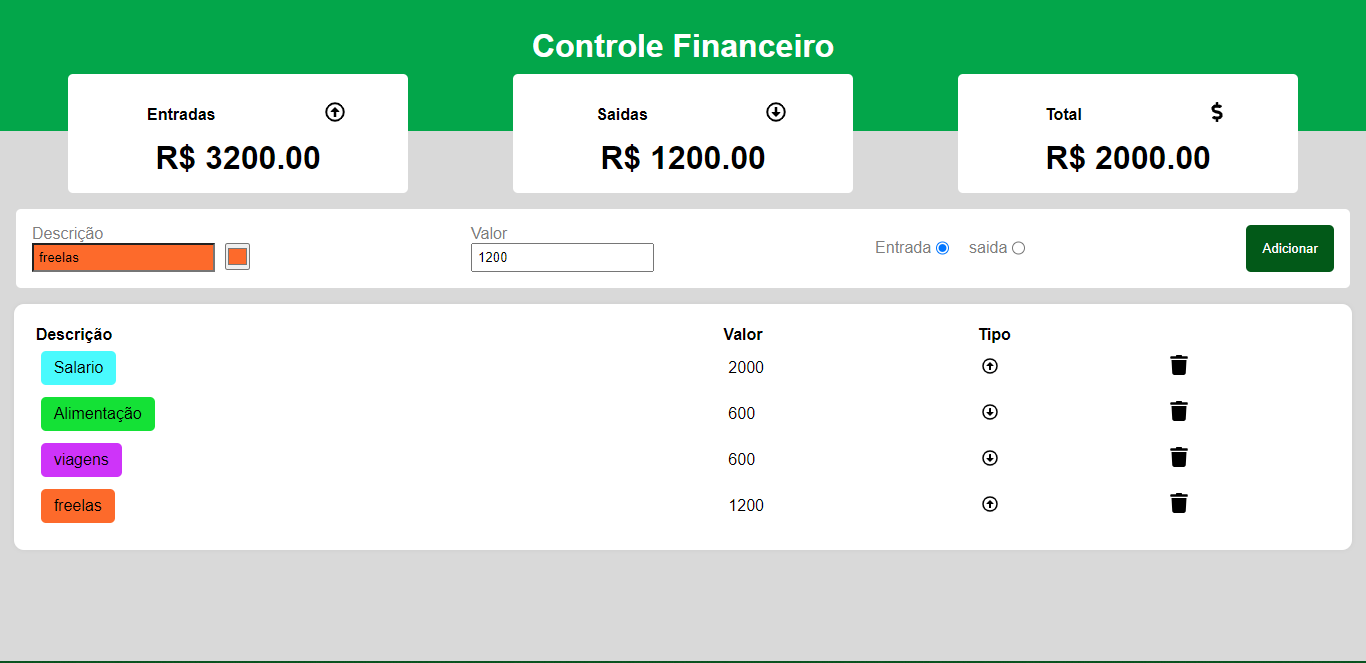 Controle Financeiro
Entradas
R$ 3200.00
Saidas
R$ 1200.00
Total
$
R$ 2000.00
Descrição
freelas
Valor
1200
Entrada saida
Adicionar
Descrição Valor Tipo
Salario 2000
Alimentação 600
viagens 600
freelas 1200